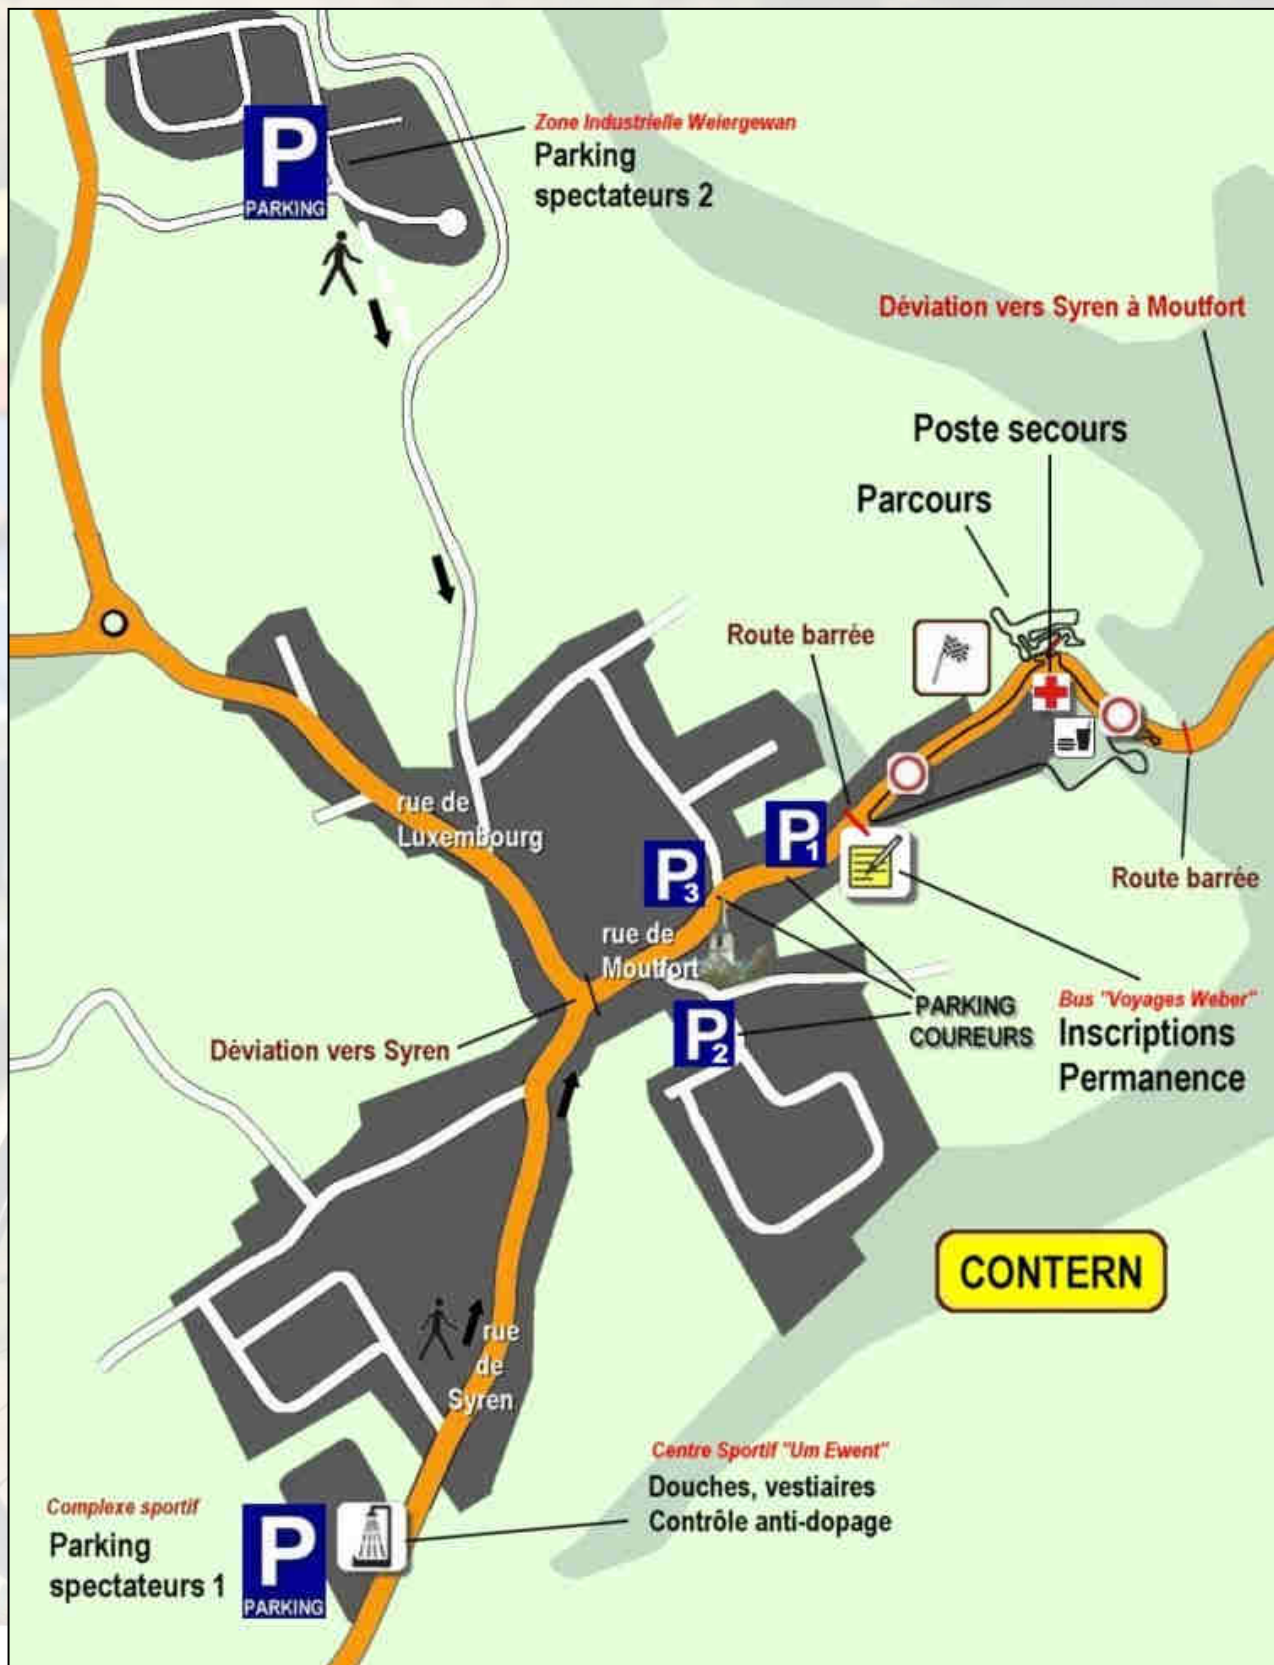 Zone Industrielle Weiergewan
Parking
spectateurs 2
P
PARKING
Déviation vers Syren à Moutfort
Poste secours
Parcours
Route barrée
rue de
Luxembourg
P1
P3
Route barrée
rue de
Moutfort
PARKING
COUREURS
Bus "Voyages Weber"
Inscriptions
Permanence
P2
Déviation vers Syren
CONTERN
rue
de
Syren
Centre Sportif "Um Ewent"
Douches, vestiaires
Contrôle anti-dopage
Complexe sportif
Parking
spectateurs 1
P
PARKING